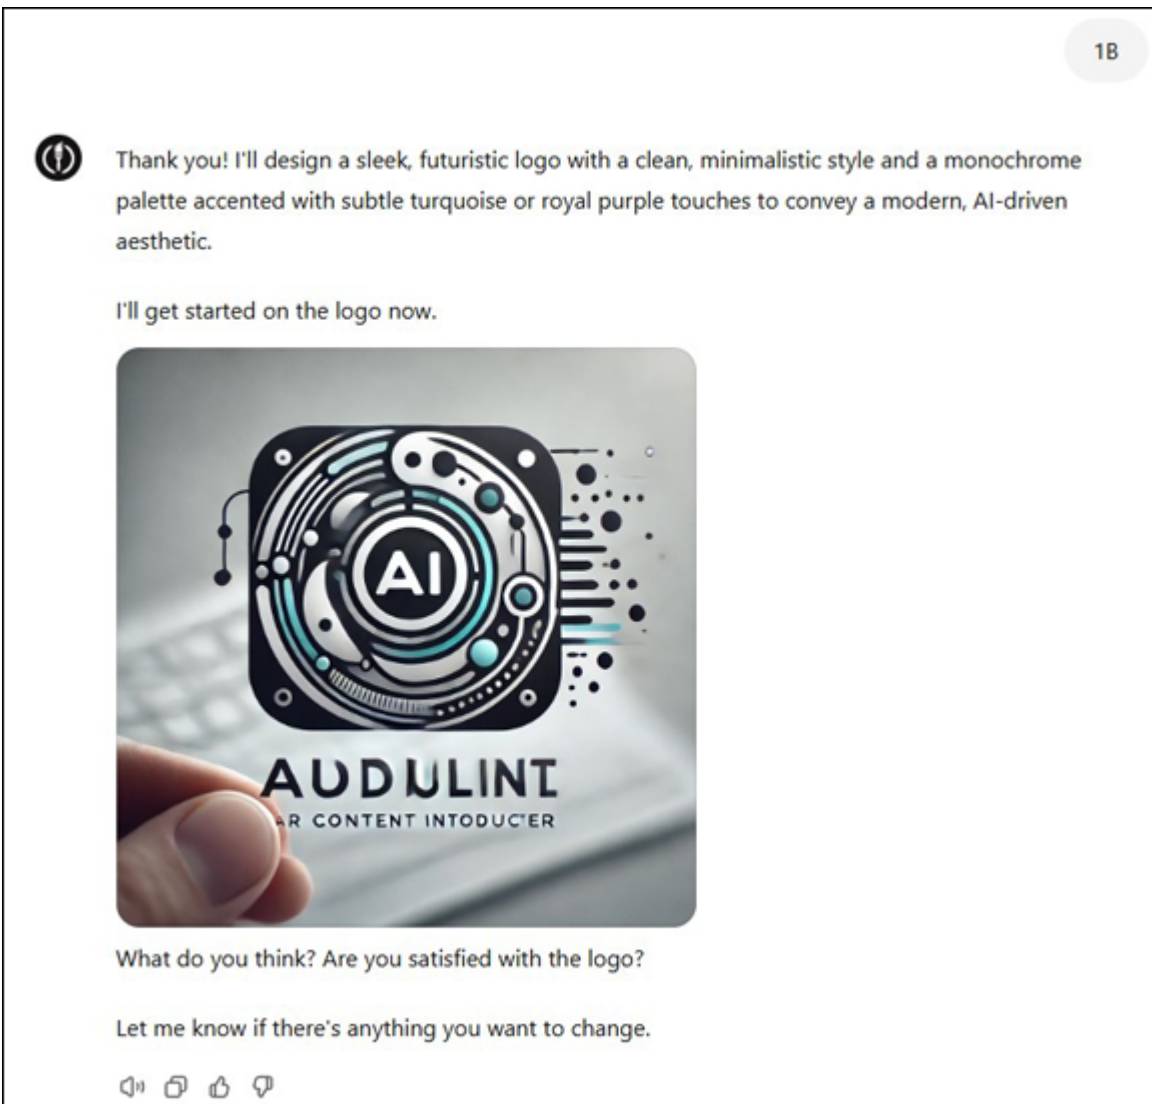 1B
Thank you! I'll design a sleek, futuristic logo with a clean, minimalistic style and a monochrome
palette accented with subtle turquoise or royal purple touches to convey a modern, AI-driven
aesthetic.
I'll get started on the logo now.
AI
AUDULINT
AR CONTENT INTODUCTER
What do you think? Are you satisfied with the logo?
Let me know if there's anything you want to change.